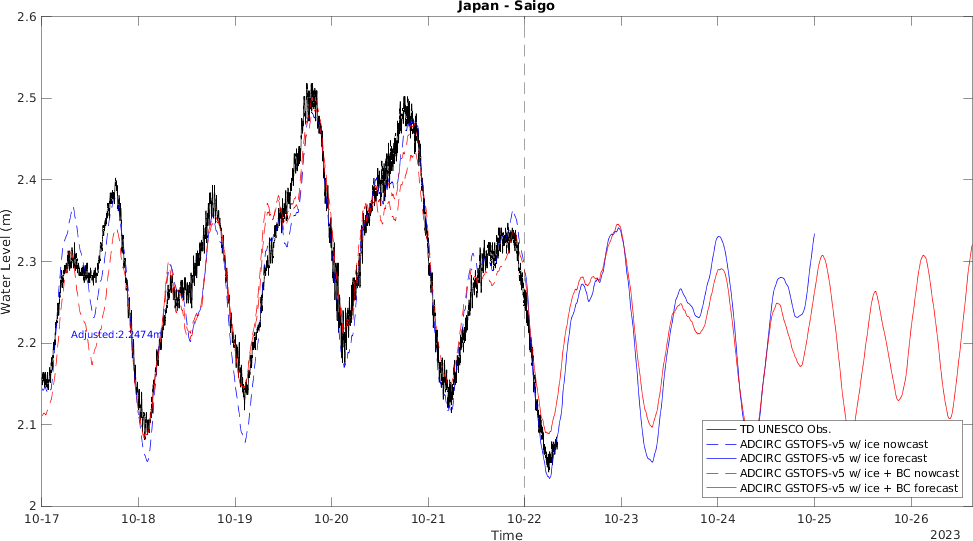 Japan - Saigo
2.6
2.5
2.4
2.3
2.2
2.1
2
Water Level (m)
Adjusted:2.2474m
TD UNESCO Obs.
ADCIRC GSTOFS-v5 w/ ice nowcast
ADCIRC GSTOFS-v5 w/ ice forecast
ADCIRC GSTOFS-v5 w/ ice + BC nowcast
ADCIRC GSTOFS-v5 w/ ice + BC forecast
10-17 10-18 10-19 10-20 10-21 10-22 10-23 10-24 10-25 10-26
Time
2023